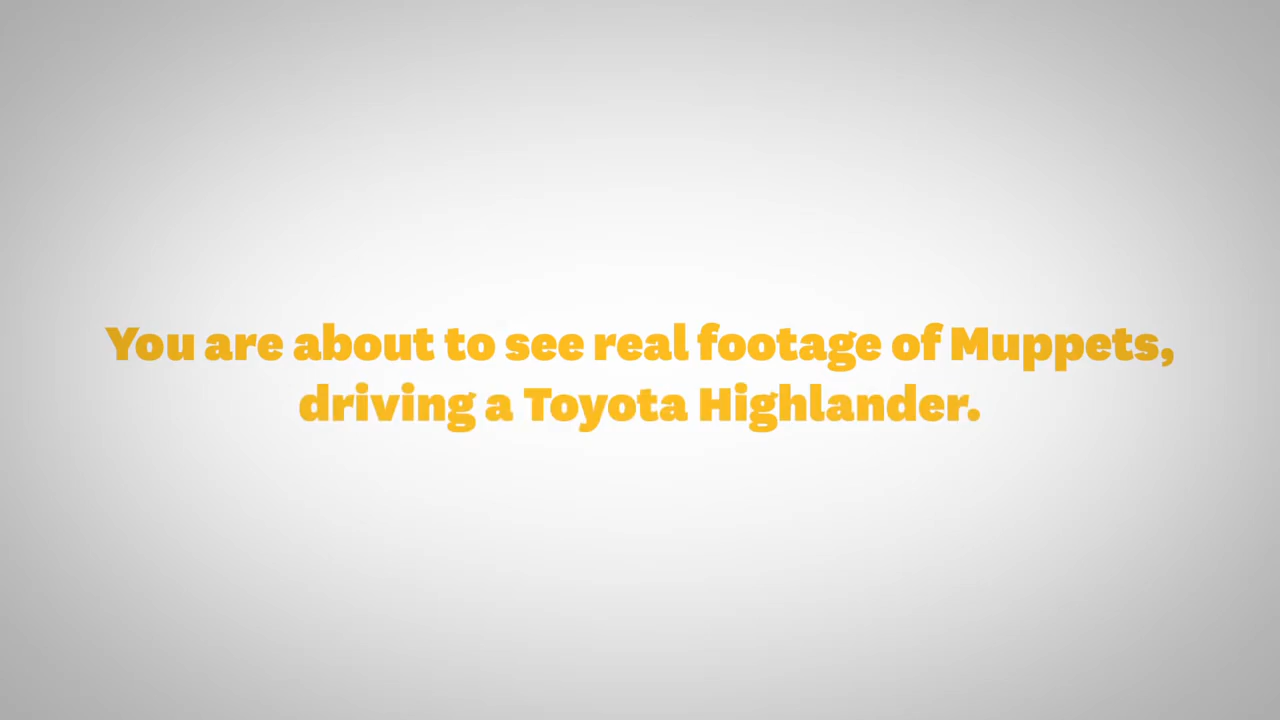 You are about to see real footage of Muppets,
driving a Toyota Highlander.